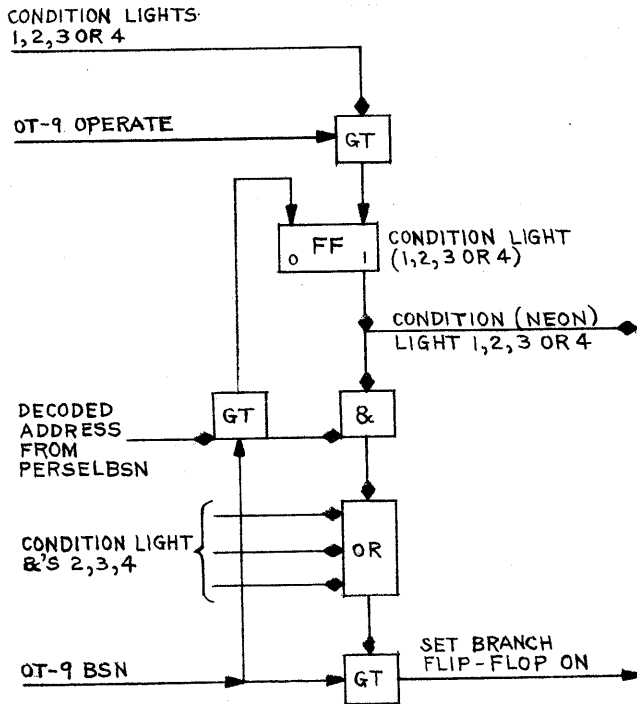 CONDITION LIGHTS
1, 2, 3 OR 4
OT-9 OPERATE
GT
FF
0
1
CONDITION LIGHT
(1, 2, 3 OR 4)
CONDITION (NEON)
LIGHT 1, 2, 3 OR 4
DECODED
ADDRESS
FROM
PERSELBSN
GT
&
CONDITION LIGHT
&'S 2, 3, 4
OR
OT-9 BSN
GT
SET BRANCH
FLIP-FLOP ON